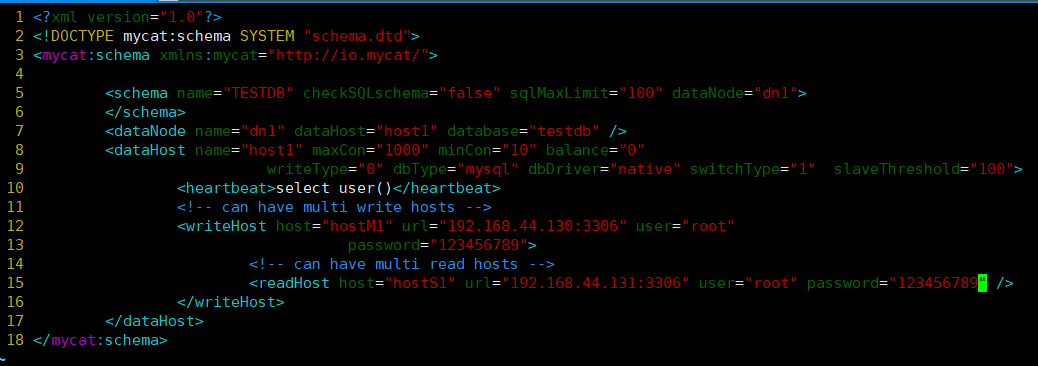 1 <?xml version="1.0"?>
2 <!DOCTYPE mycat:schema SYSTEM "schema.dtd">
3 <mycat:schema xmlns:mycat="http://io.mycat/">
4
5 <schema name="TESTDB" checkSQLschema="false" sqlMaxLimit="100" dataNode="dn1">
6 </schema>
7 <dataNode name="dn1" dataHost="host1" database="testdb" />
8 <dataHost name="host1" maxCon="1000" minCon="10" balance="0"
9 writeType="0" dbType="mysql" dbDriver="native" switchType="1"  slaveThreshold="100">
10 <heartbeat>select user()</heartbeat>
11 <!-- can have multi write hosts -->
12 <writeHost host="hostM1" url="192.168.44.130:3306" user="root"
13 password="123456789">
14 <!-- can have multi read hosts -->
15 <readHost host="hostS1" url="192.168.44.131:3306" user="root" password="123456789" />
16 </writeHost>
17 </dataHost>
18 </mycat:schema>
~